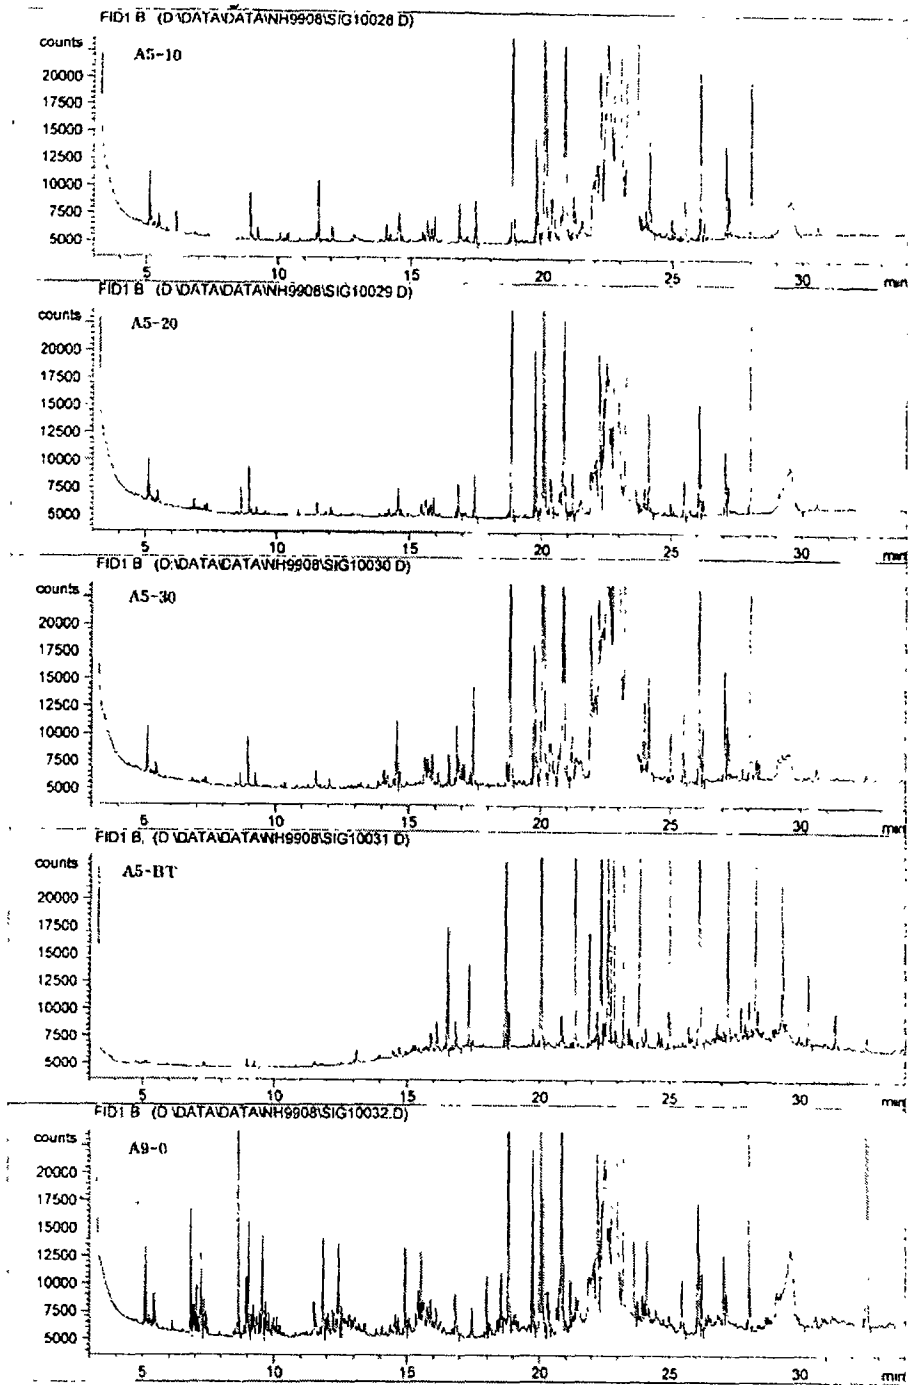 FID1 B (D:\DATA\DATA\NH9908\SIG10028 D)
counts
A5-10
20000
17500
15000
12500
10000
7500
5000
5 10 15 20 25 30 min
FID1 B (D \DATA\DATA\NH9908\SIG10029 D)
counts
A5-20
20000
17500
15000
12500
10000
7500
5000
5 10 15 20 25 30 min
FID1 B (D:\DATA\DATA\NH9908\SIG10030 D)
counts
A5-30
20000
17500
15000
12500
10000
7500
5000
5 10 15 20 25 30 min
FID1 B, (D \DATA\DATA\NH9908\SIG10031 D)
counts
A5-BT
20000
17500
15000
12500
10000
7500
5000
5 10 15 20 25 30 min
FID1 B (D \DATA\DATA\NH9908\SIG10032.D)
counts
A9-0
20000
17500
15000
12500
10000
7500
5000
5 10 15 20 25 30 min